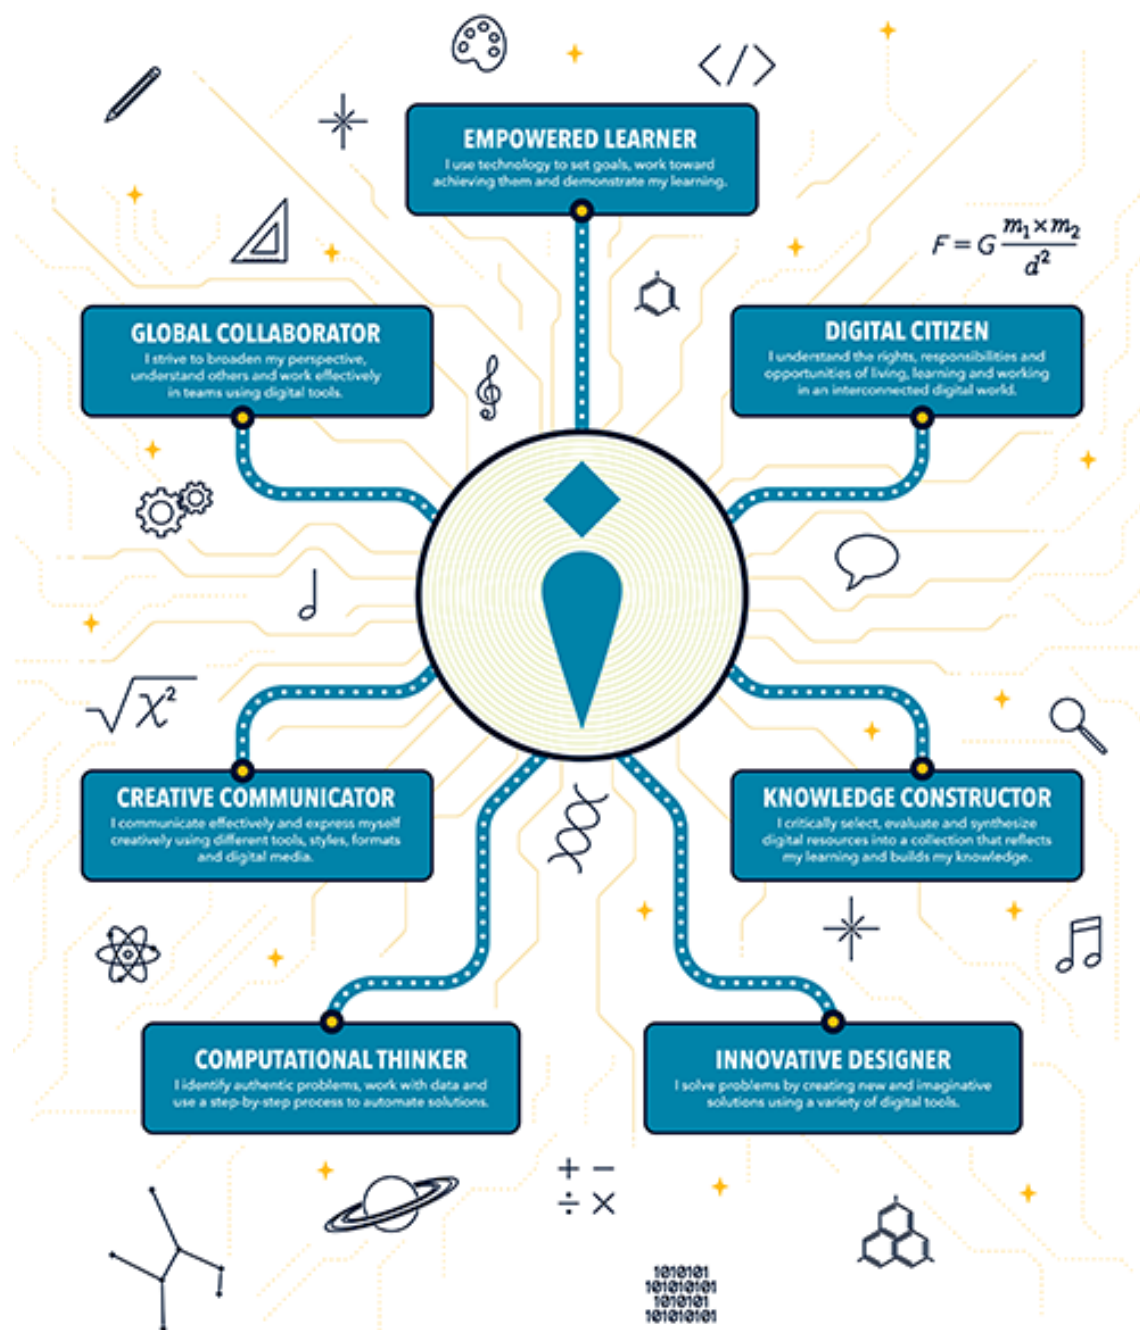 </>
EMPOWERED LEARNER
I use technology to set goals, work toward
achieving them and demonstrate my learning.
F = G m₁×m₂ / d²
GLOBAL COLLABORATOR
I strive to broaden my perspective,
understand others and work effectively
in teams using digital tools.
DIGITAL CITIZEN
I understand the rights, responsibilities and
opportunities of living, learning and working
in an interconnected digital world.
√χ²
CREATIVE COMMUNICATOR
I communicate effectively and express myself
creatively using different tools, styles, formats
and digital media.
KNOWLEDGE CONSTRUCTOR
I critically select, evaluate and synthesize
digital resources into a collection that reflects
my learning and builds my knowledge.
COMPUTATIONAL THINKER
I identify authentic problems, work with data and
use a step-by-step process to automate solutions.
INNOVATIVE DESIGNER
I solve problems by creating new and imaginative
solutions using a variety of digital tools.
+ −
÷ ×
1010101
101010101
1010101
101010101